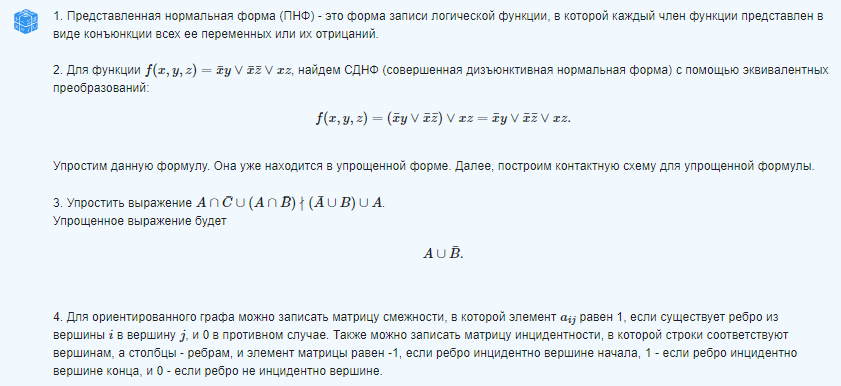 1. Представленная нормальная форма (ПНФ) - это форма записи логической функции, в которой каждый член функции представлен в
виде конъюнкции всех ее переменных или их отрицаний.
2. Для функции f(x, y, z) = x̄y ∨ x̄z̄ ∨ xz, найдем СДНФ (совершенная дизъюнктивная нормальная форма) с помощью эквивалентных
преобразований:
f(x, y, z) = (x̄y ∨ x̄z̄) ∨ xz = x̄y ∨ x̄z̄ ∨ xz.
Упростим данную формулу. Она уже находится в упрощенной форме. Далее, построим контактную схему для упрощенной формулы.
3. Упростить выражение A ∩ C̄ ∪ (A ∩ B̄) ∤ (Ā ∪ B) ∪ A.
Упрощенное выражение будет
A ∪ B̄.
4. Для ориентированного графа можно записать матрицу смежности, в которой элемент aᵢⱼ равен 1, если существует ребро из
вершины i в вершину j, и 0 в противном случае. Также можно записать матрицу инцидентности, в которой строки соответствуют
вершинам, а столбцы - ребрам, и элемент матрицы равен -1, если ребро инцидентно вершине начала, 1 - если ребро инцидентно
вершине конца, и 0 - если ребро не инцидентно вершине.